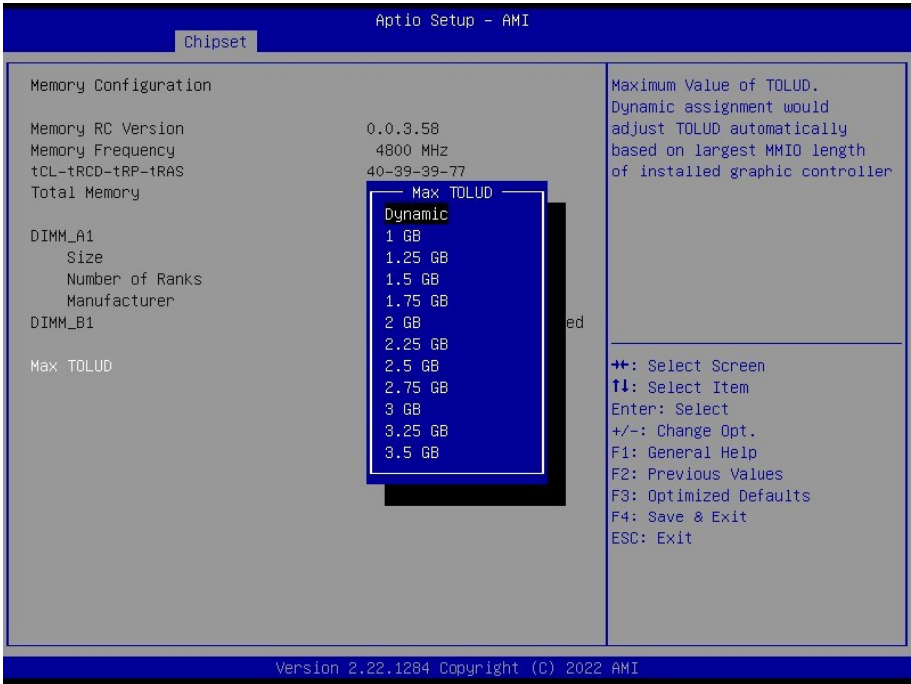 Aptio Setup – AMI
Chipset
Memory Configuration
Memory RC Version 0.0.3.58
Memory Frequency 4800 MHz
tCL-tRCD-tRP-tRAS 40-39-39-77
Total Memory
DIMM_A1
Size
Number of Ranks
Manufacturer
DIMM_B1 ed
Max TOLUD
Max TOLUD
Dynamic
1 GB
1.25 GB
1.5 GB
1.75 GB
2 GB
2.25 GB
2.5 GB
2.75 GB
3 GB
3.25 GB
3.5 GB
Maximum Value of TOLUD.
Dynamic assignment would
adjust TOLUD automatically
based on largest MMIO length
of installed graphic controller
→←: Select Screen
↑↓: Select Item
Enter: Select
+/-: Change Opt.
F1: General Help
F2: Previous Values
F3: Optimized Defaults
F4: Save & Exit
ESC: Exit
Version 2.22.1284 Copyright (C) 2022 AMI